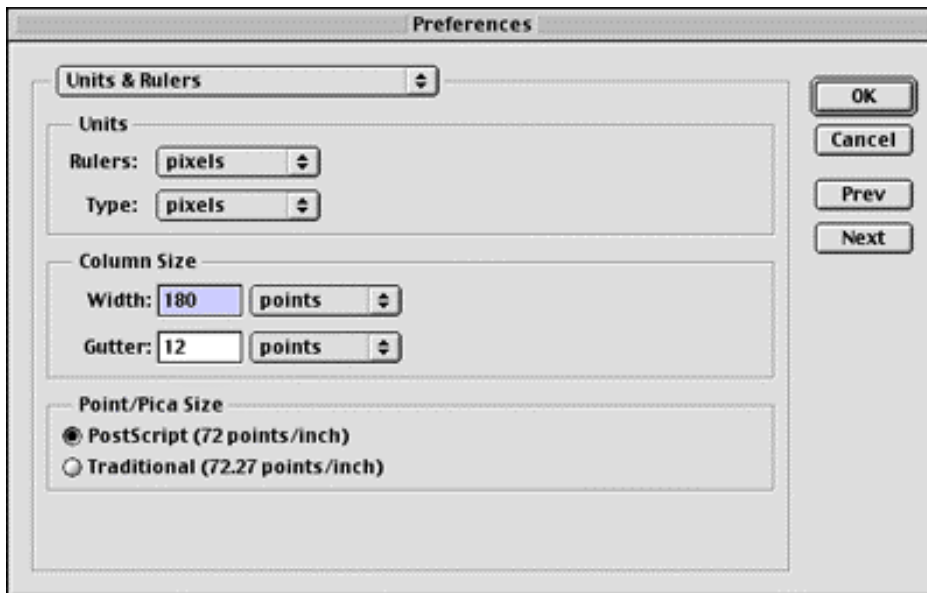 Preferences
Units & Rulers
OK
Cancel
Prev
Next
Units
Rulers: pixels
Type: pixels
Column Size
Width: 180 points
Gutter: 12 points
Point/Pica Size
PostScript (72 points/inch)
Traditional (72.27 points/inch)